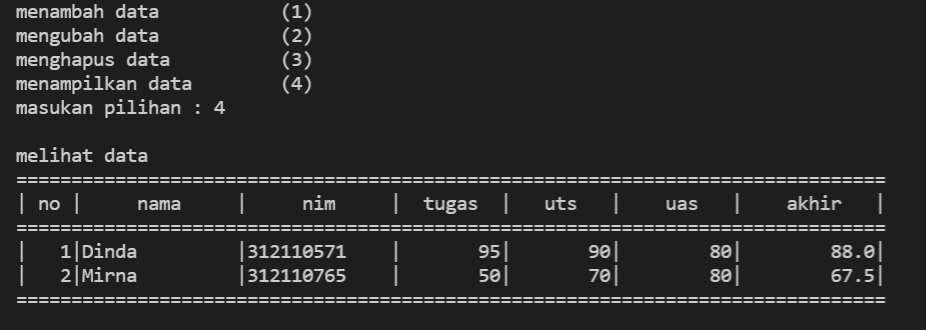 menambah data           (1)
mengubah data           (2)
menghapus data          (3)
menampilkan data        (4)
masukan pilihan : 4
melihat data
===============================================================================
| no |     nama     |     nim      |  tugas  |   uts   |    uas   |    akhir   |
===============================================================================
|   1|Dinda         |312110571    |       95|       90|        80|        88.0|
|   2|Mirna         |312110765    |       50|       70|        80|        67.5|
===============================================================================